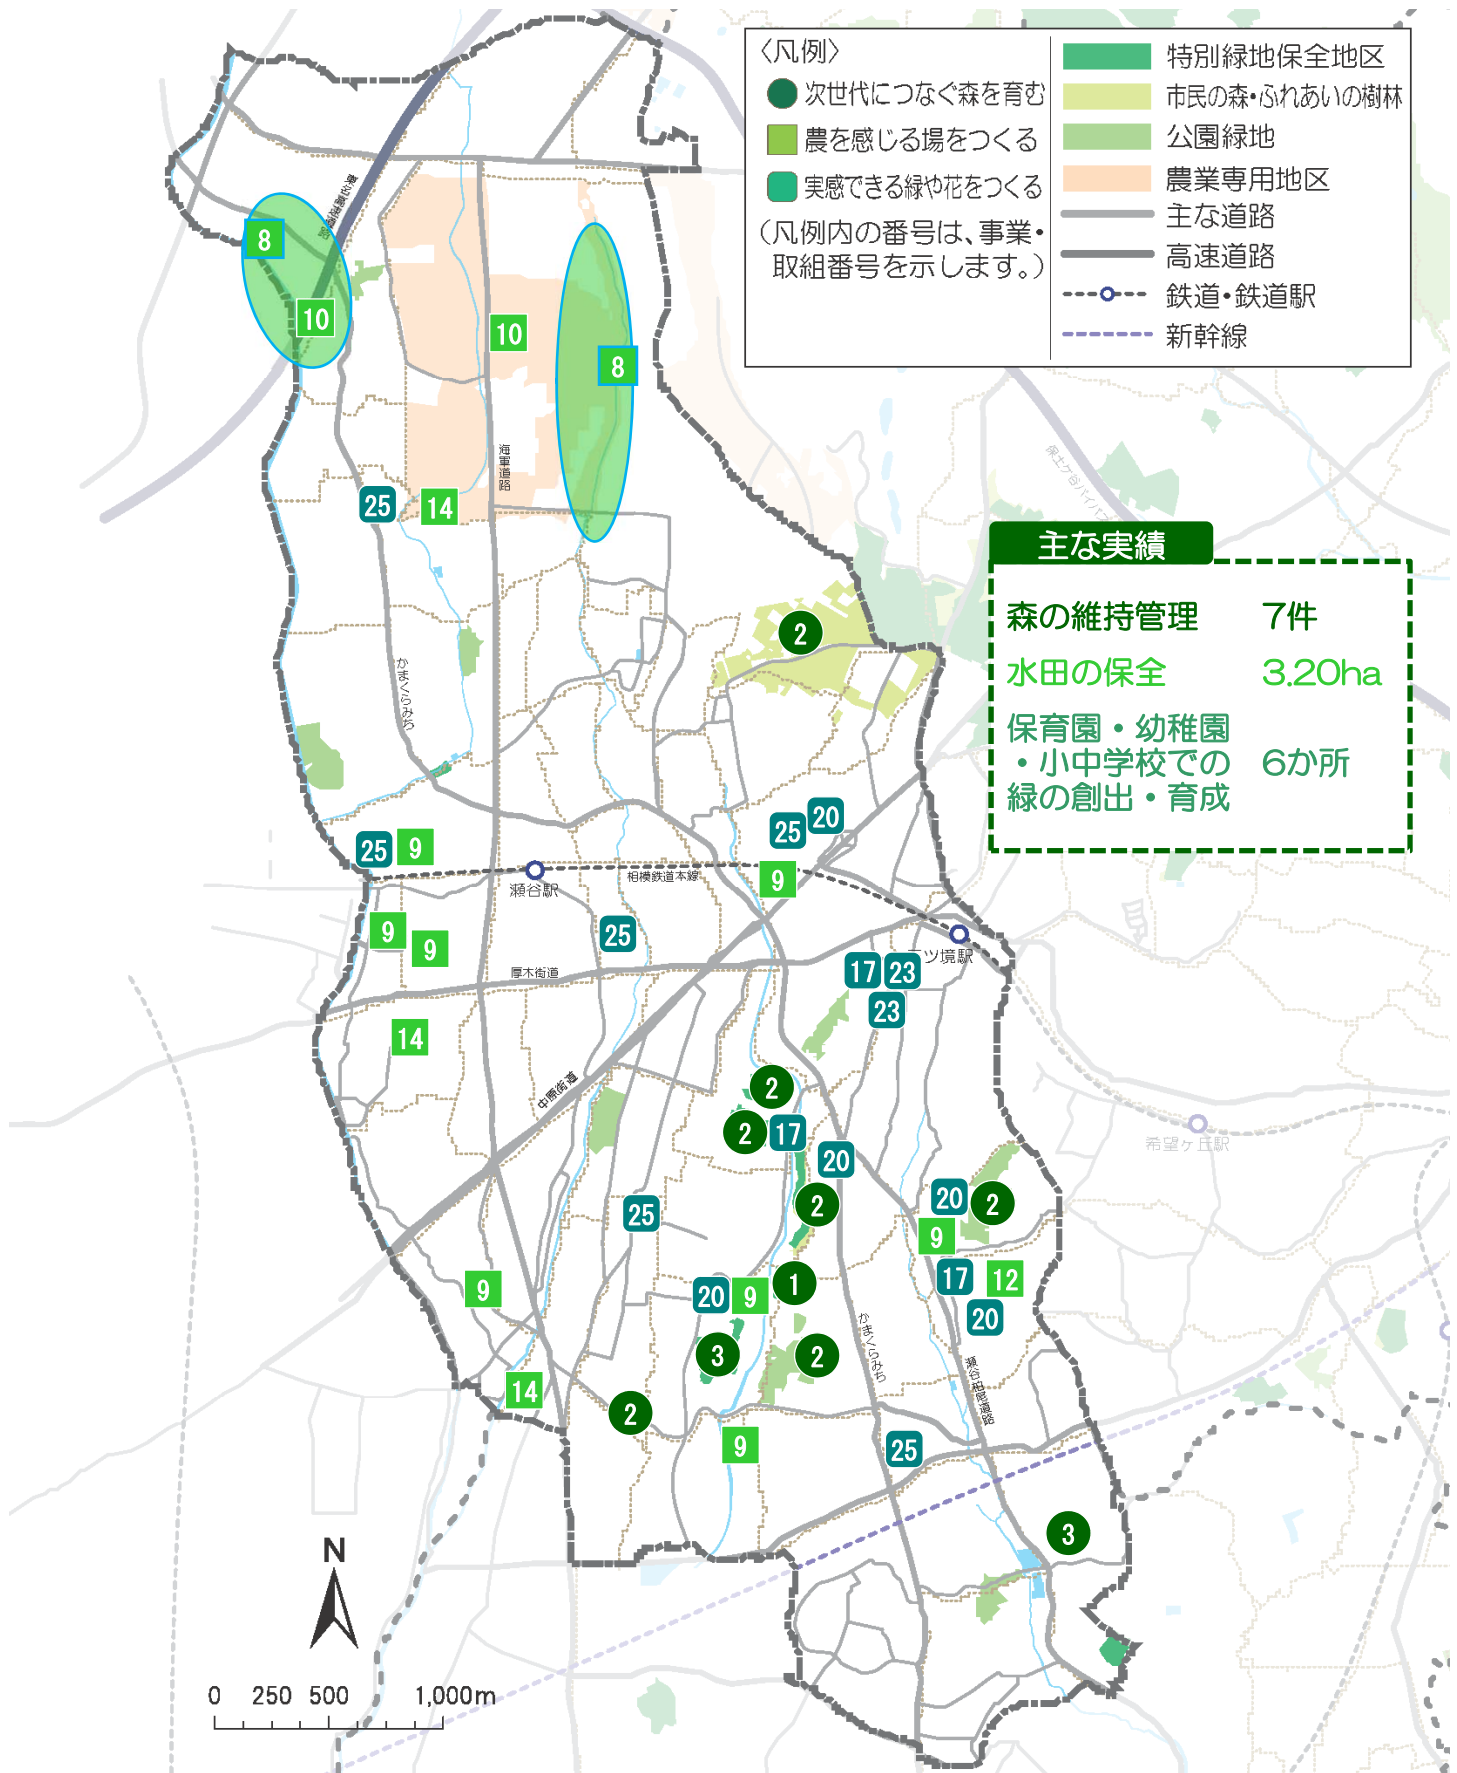 〈凡例〉
次世代につなぐ森を育む
農を感じる場をつくる
実感できる緑や花をつくる
(凡例内の番号は、事業・
取組番号を示します。)
特別緑地保全地区
市民の森・ふれあいの樹林
公園緑地
農業専用地区
主な道路
高速道路
鉄道・鉄道駅
新幹線
8
10
10
8
海軍道路
保土ケ谷バイパス
25
14
主な実績
森の維持管理 7件
水田の保全 3.20ha
保育園・幼稚園
・小中学校での 6か所
緑の創出・育成
2
かまくらみち
25
20
25
9
瀬谷駅
相模鉄道本線
9
9
9
25
三ツ境駅
厚木街道
17
23
23
14
中原街道
2
2
17
20
希望ヶ丘駅
25
2
20
2
9
9
20
9
1
17
12
20
3
2
かまくらみち
瀬谷柏尾道路
14
2
9
25
3
N
0 250 500 1,000m